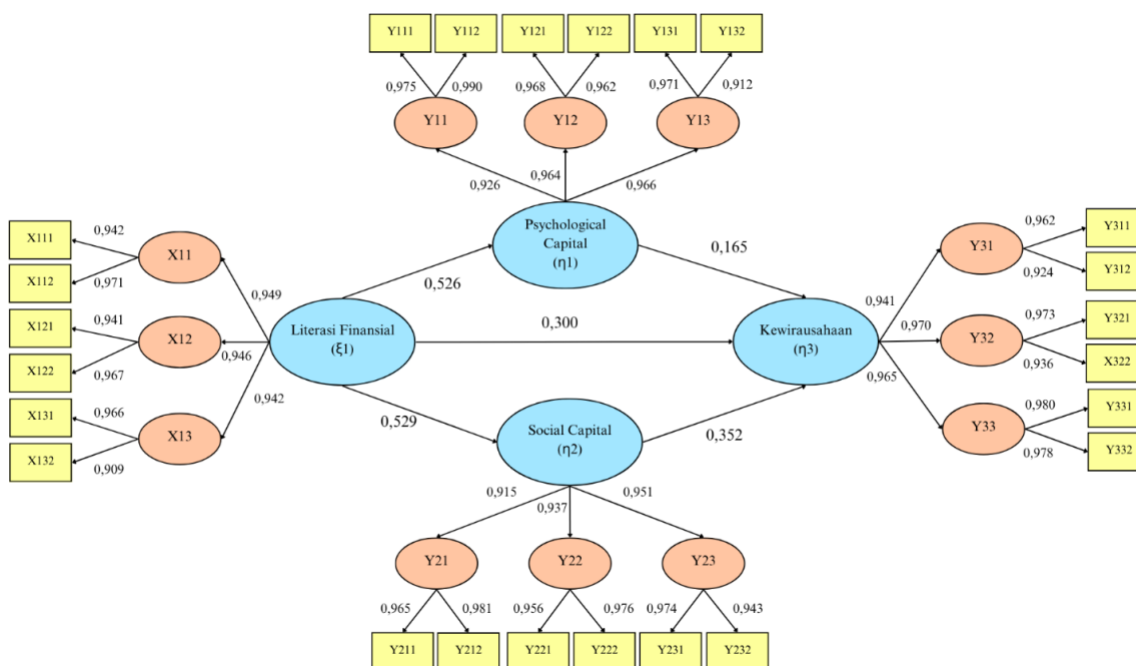 Y111 Y112 Y121 Y122 Y131 Y132
0,975 0,990 0,968 0,962 0,971 0,912
Y11 Y12 Y13
0,926 0,964 0,966
Psychological
Capital
(η1)
X111 0,942
X11
X112 0,971
0,949
X121 0,941
X12
0,946
X122 0,967
X131 0,966
0,942
X13
X132 0,909
Literasi Finansial
(ξ1)
0,526
0,165
0,300
0,529
0,352
Kewirausahaan
(η3)
0,962 Y311
Y31
0,924 Y312
0,941
0,973 Y321
0,970 Y32
0,936 X322
0,965
0,980 Y331
Y33
0,978 Y332
Social Capital
(η2)
0,915 0,937 0,951
Y21 Y22 Y23
0,965 0,981 0,956 0,976 0,974 0,943
Y211 Y212 Y221 Y222 Y231 Y232